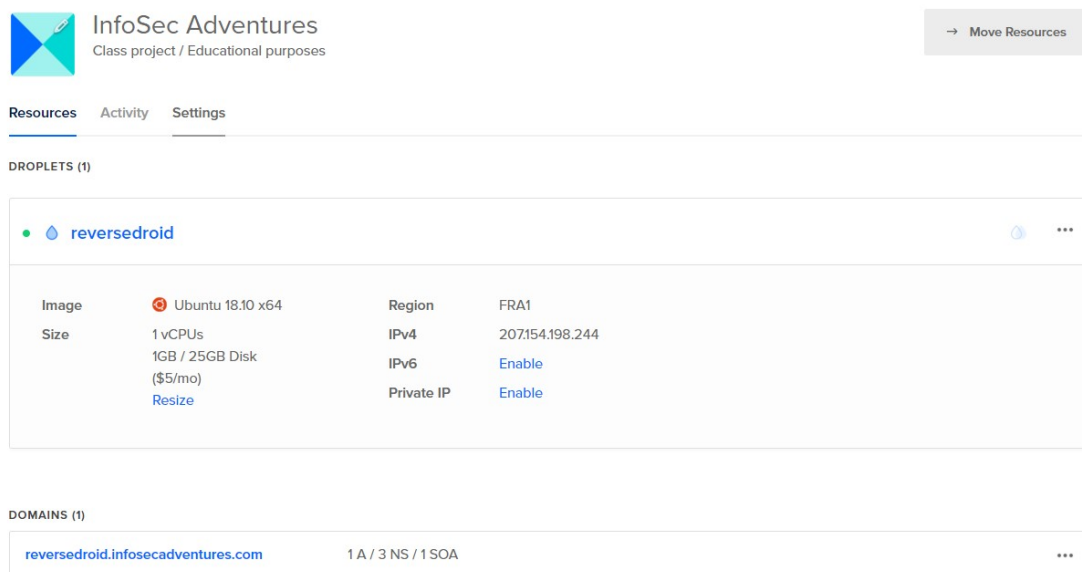 InfoSec Adventures
Class project / Educational purposes
→ Move Resources
Resources Activity Settings
DROPLETS (1)
reversedroid
Image Ubuntu 18.10 x64
Size 1 vCPUs
1GB / 25GB Disk
($5/mo)
Resize
Region FRA1
IPv4 207.154.198.244
IPv6 Enable
Private IP Enable
DOMAINS (1)
reversedroid.infosecadventures.com 1 A / 3 NS / 1 SOA